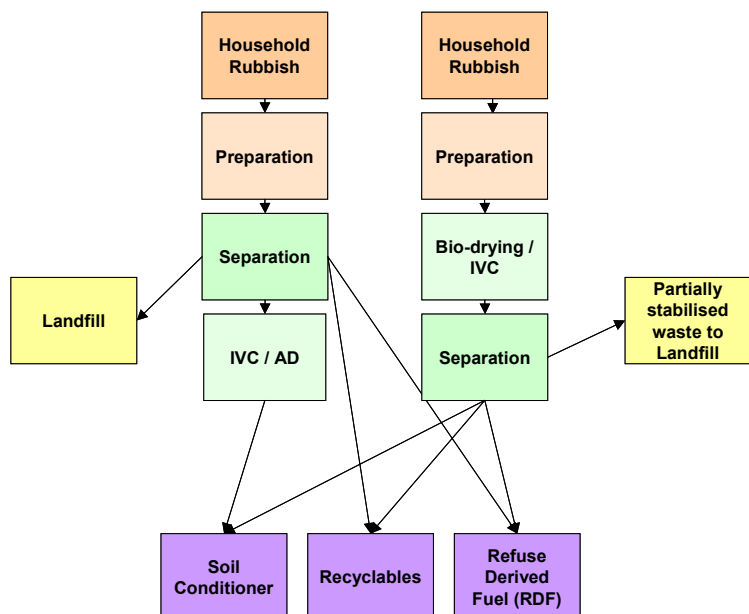 Household
Rubbish
Household
Rubbish
Preparation
Preparation
Separation
Bio-drying /
IVC
Landfill
Partially
stabilised
waste to
Landfill
IVC / AD
Separation
Soil
Conditioner
Recyclables
Refuse
Derived
Fuel (RDF)